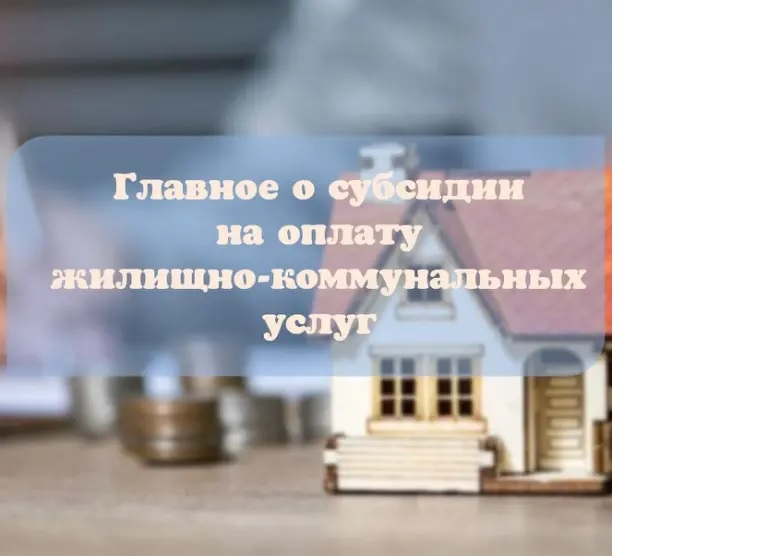 Главное о субсидии
на оплату
жилищно-коммунальных
услуг